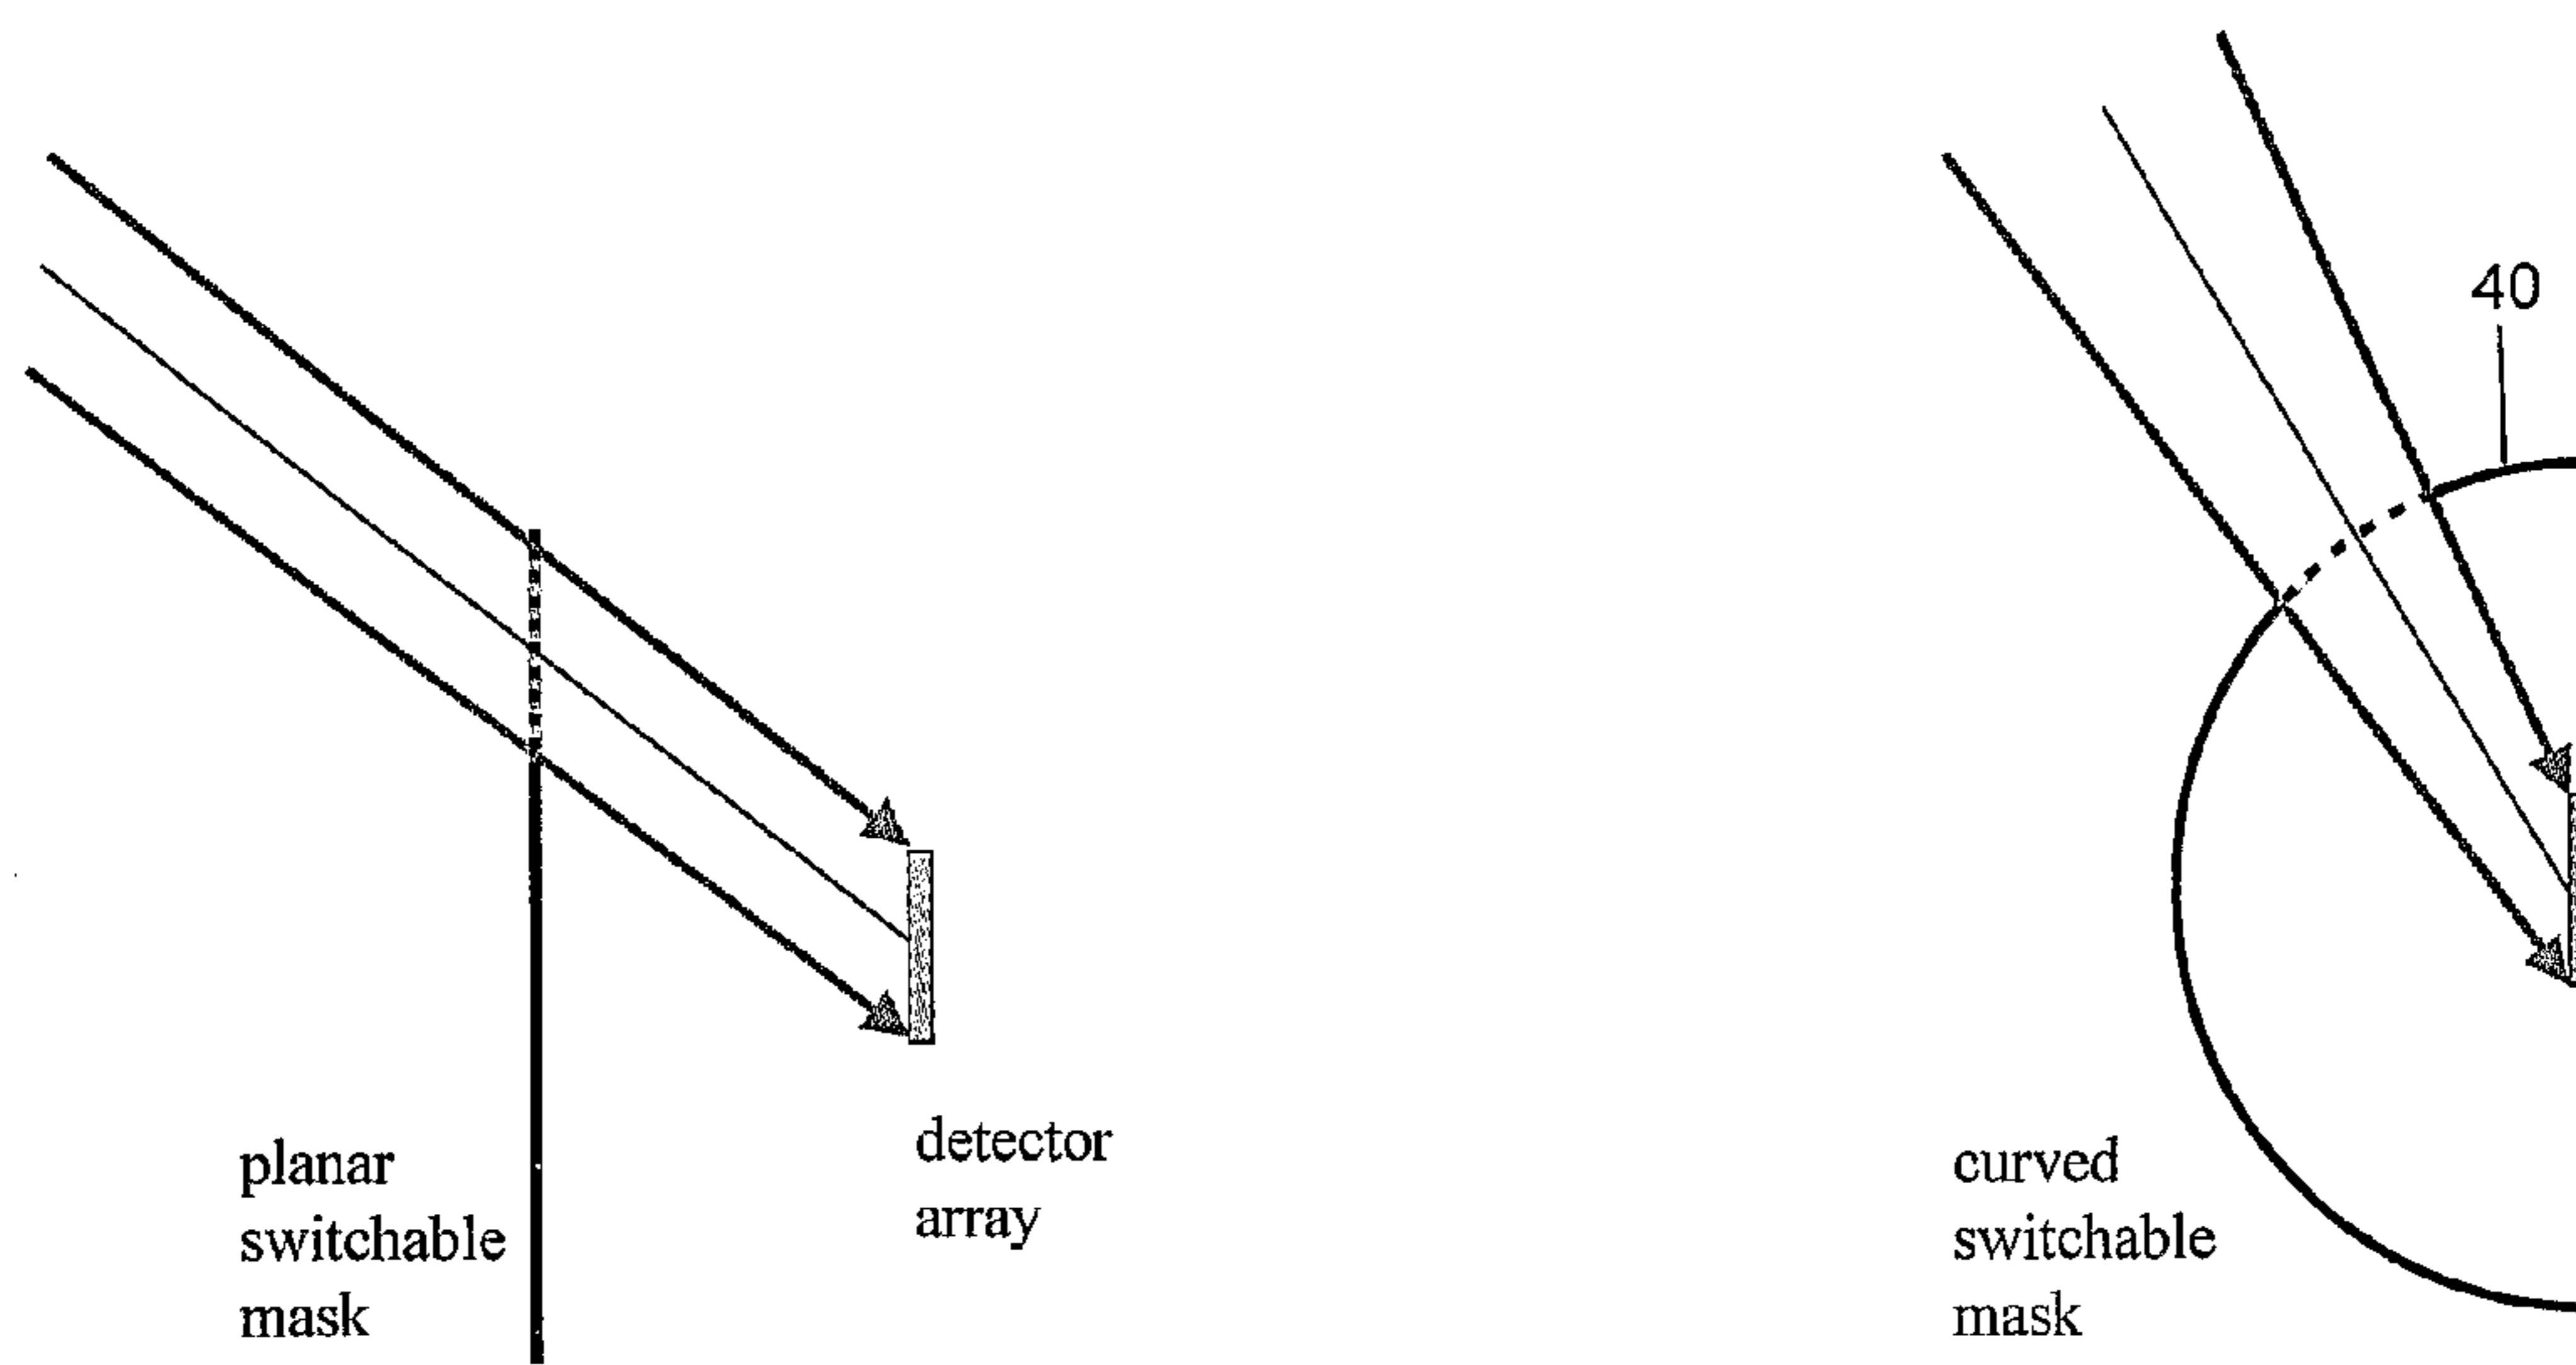 40
planar
switchable
mask
detector
array
curved
switchable
mask